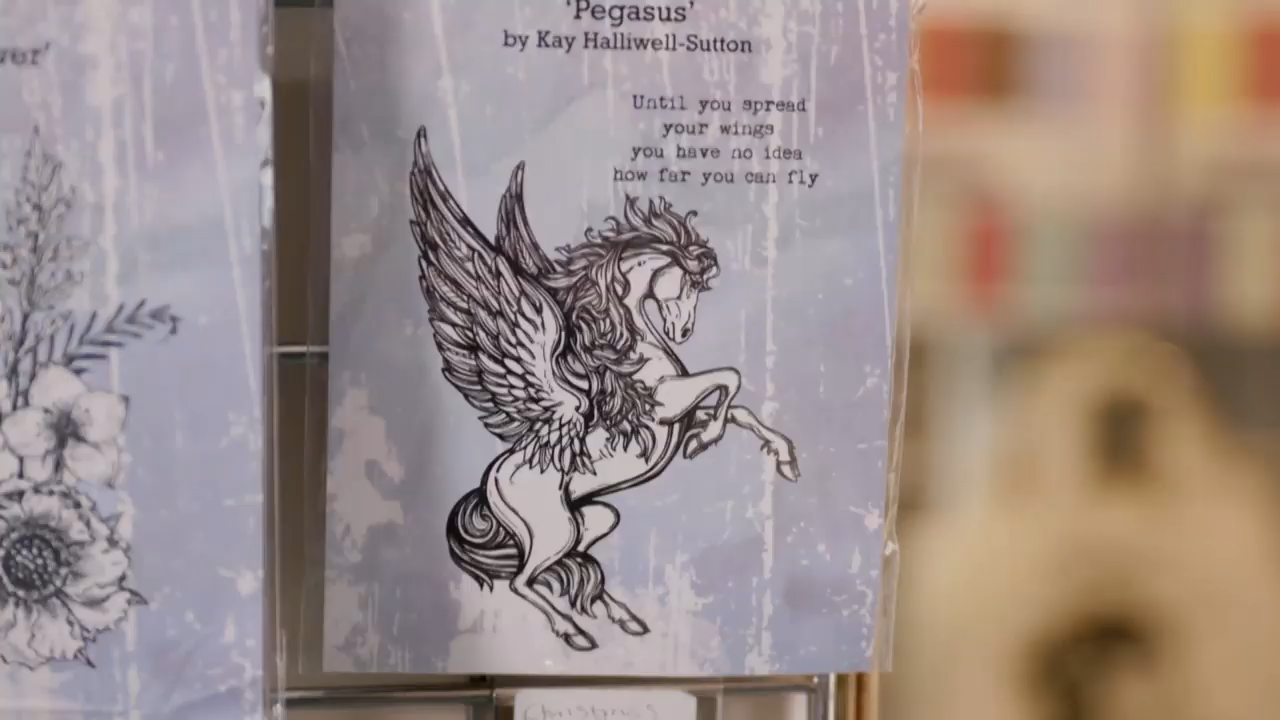 'Pegasus'
by Kay Halliwell-Sutton
Until you spread
your wings
you have no idea
how far you can fly
Christmas